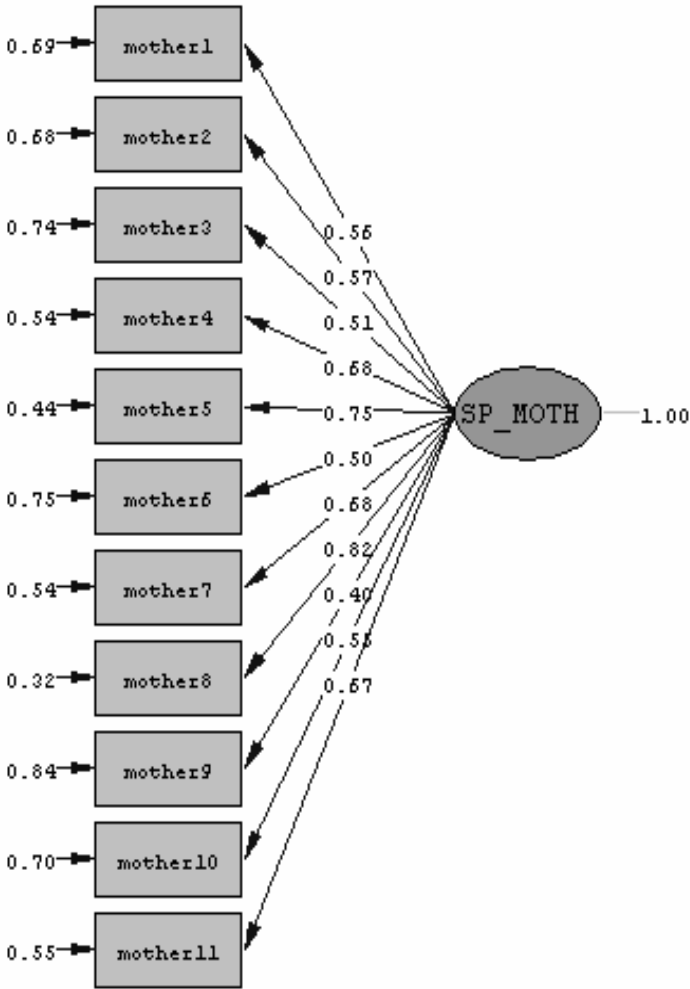 0.69 mother1
0.68 mother2
0.74 mother3 0.56
0.57
0.54 mother4 0.51
0.68
0.44 mother5 0.75 SP_MOTH 1.00
0.50
0.75 mother6 0.68
0.82
0.54 mother7 0.40
0.55
0.32 mother8 0.67
0.84 mother9
0.70 mother10
0.55 mother11